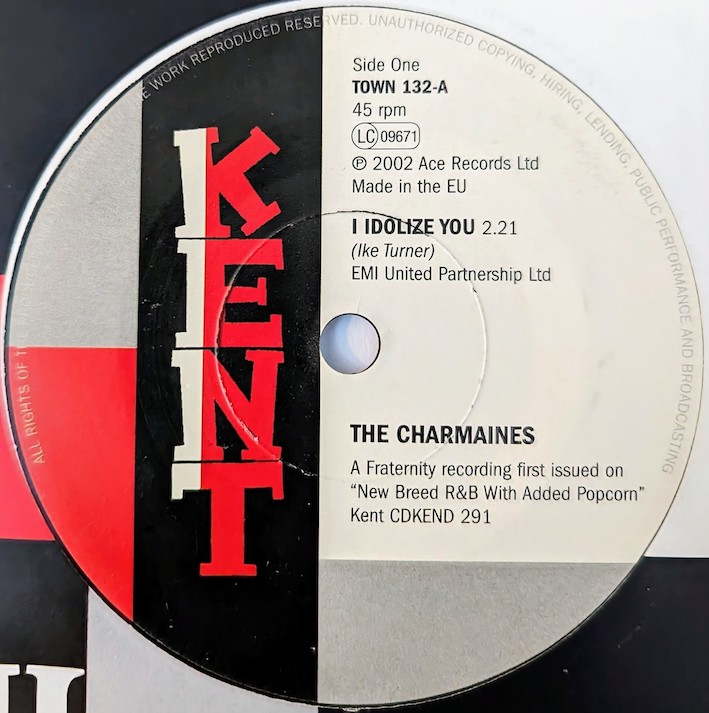 Side One
TOWN 132-A
45 rpm
LC 09671
℗ 2002 Ace Records Ltd
Made in the EU
I IDOLIZE YOU 2.21
(Ike Turner)
EMI United Partnership Ltd
KENT
THE CHARMAINES
A Fraternity recording first issued on
“New Breed R&B With Added Popcorn”
Kent CDKEND 291
ALL RIGHTS OF
WORK REPRODUCED RESERVED. UNAUTHORIZED COPYING, HIRING, LENDING, PUBLIC PERFORMANCE AND BROADCASTING